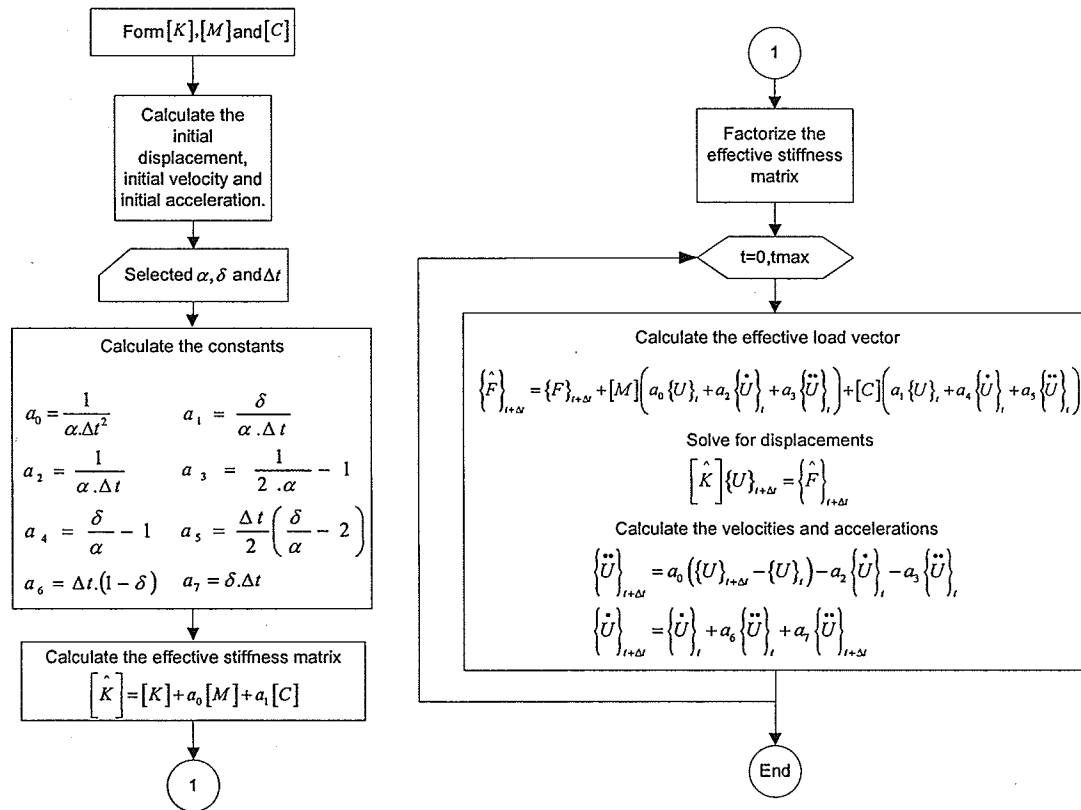 Form [K], [M] and [C]
Calculate the
initial
displacement,
initial velocity and
initial acceleration.
Selected α, δ and Δt
Calculate the constants
a₀ = 1/(α.Δt²) a₁ = δ/(α.Δt)
a₂ = 1/(α.Δt) a₃ = 1/(2.α) − 1
a₄ = δ/α − 1 a₅ = Δt/2 (δ/α − 2)
a₆ = Δt.(1−δ) a₇ = δ.Δt
Calculate the effective stiffness matrix
[K̂] = [K] + a₀[M] + a₁[C]
1
1
Factorize the
effective stiffness
matrix
t=0,tmax
Calculate the effective load vector
{F̂}ₜ₊Δₜ = {F}ₜ₊Δₜ + [M](a₀{U}ₜ + a₂{U̇}ₜ + a₃{Ü}ₜ) + [C](a₁{U}ₜ + a₄{U̇}ₜ + a₅{Ü}ₜ)
Solve for displacements
[K̂]{U}ₜ₊Δₜ = {F̂}ₜ₊Δₜ
Calculate the velocities and accelerations
{Ü}ₜ₊Δₜ = a₀({U}ₜ₊Δₜ − {U}ₜ) − a₂{U̇}ₜ − a₃{Ü}ₜ
{U̇}ₜ₊Δₜ = {U̇}ₜ + a₆{Ü}ₜ + a₇{Ü}ₜ₊Δₜ
End